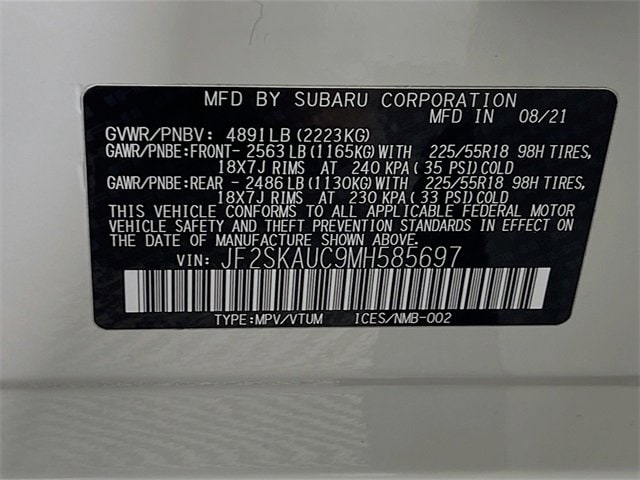 MFD BY SUBARU CORPORATION
MFD IN 08/21
GVWR/PNBV: 4891LB(2223KG)
GAWR/PNBE:FRONT-2563LB(1165KG)WITH 225/55R18 98H TIRES,
18X7J RIMS AT 240 KPA(35 PSI)COLD
GAWR/PNBE:REAR -2486LB(1130KG)WITH 225/55R18 98H TIRES,
18X7J RIMS AT 230 KPA(33 PSI)COLD
THIS VEHICLE CONFORMS TO ALL APPLICABLE FEDERAL MOTOR
VEHICLE SAFETY AND THEFT PREVENTION STANDARDS IN EFFECT ON
THE DATE OF MANUFACTURE SHOWN ABOVE.
VIN: JF2SKAUC9MH585697
TYPE:MPV/VTUM ICES/NMB-002